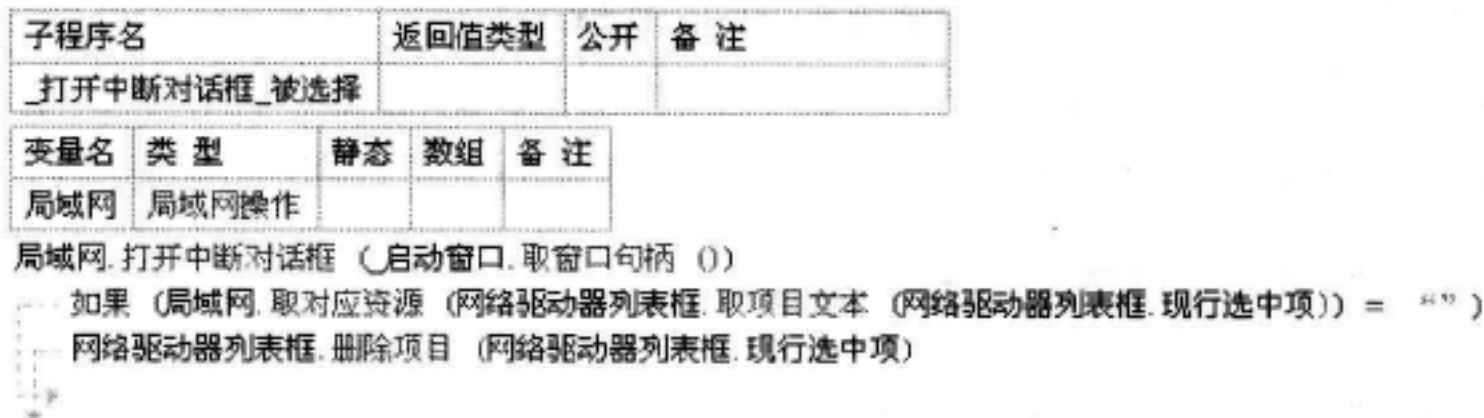 子程序名 返回值类型 公开 备 注
_打开中断对话框_被选择
变量名 类 型 静态 数组 备 注
局域网 局域网操作
局域网.打开中断对话框 (_启动窗口.取窗口句柄 ())
如果 (局域网.取对应资源 (网络驱动器列表框.取项目文本 (网络驱动器列表框.现行选中项)) = “”)
网络驱动器列表框.删除项目 (网络驱动器列表框.现行选中项)